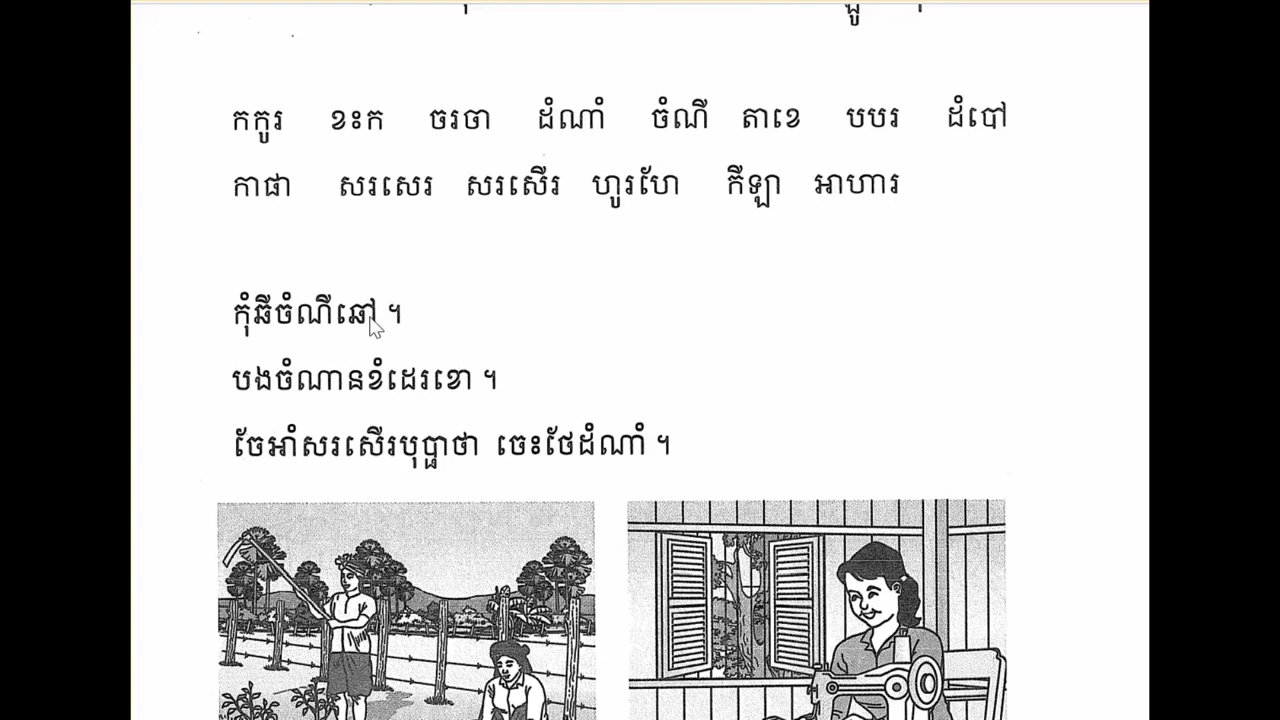 កកូរ ខះក ចរចា ដំណាំ ចំណី តាខេ បបរ ដំបៅ
កាផា សរសេរ សរសើរ ហូរហែ កីឡា អាហារ
កុំឆីចំណីឆៅ ។
បងចំណានខំដេរខោ ។
ចែអាំសរសើរបុប្ផាថា ចេះថែដំណាំ ។